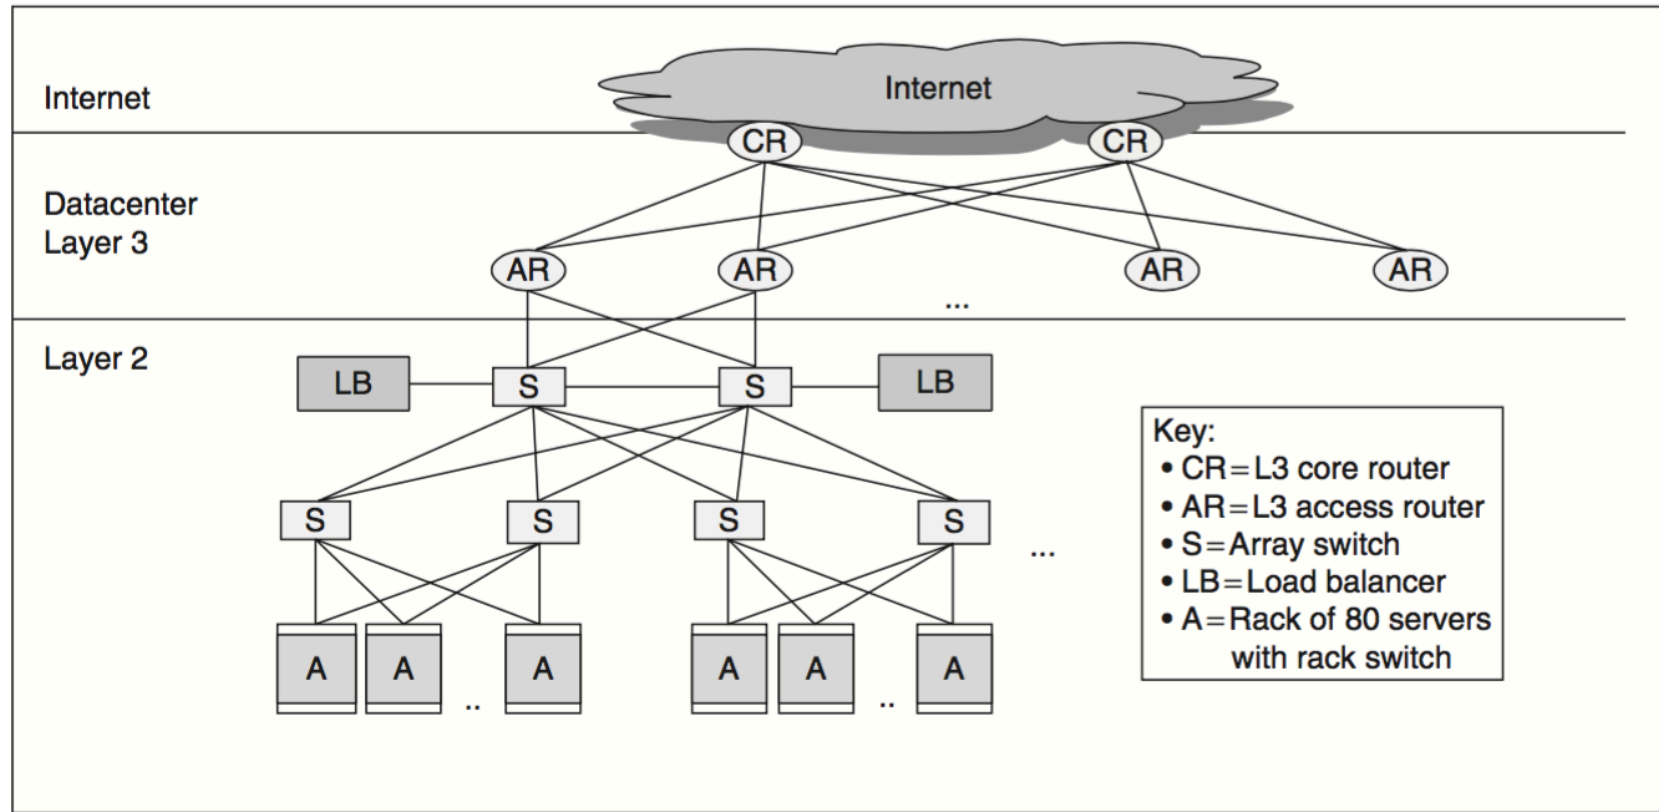 Internet
Internet
CR CR
Datacenter
Layer 3
AR AR AR AR
...
Layer 2
LB S S LB
S S S S
...
A A .. A A A .. A
Key:
• CR=L3 core router
• AR=L3 access router
• S=Array switch
• LB=Load balancer
• A=Rack of 80 servers
with rack switch